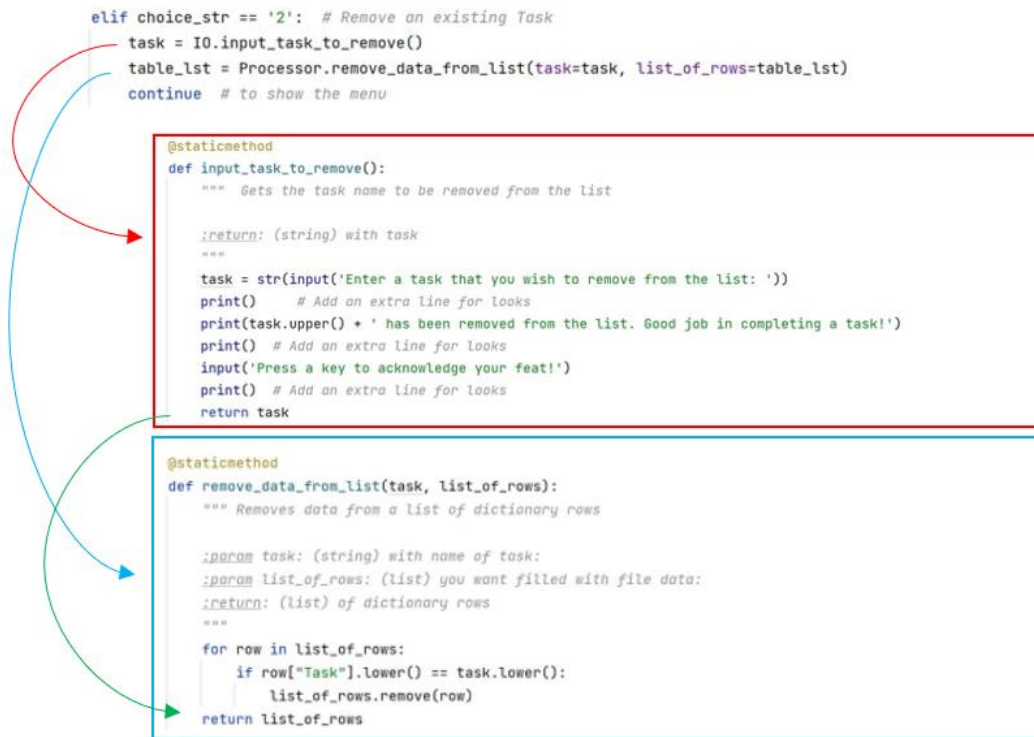 elif choice_str == '2':  # Remove an existing Task
    task = IO.input_task_to_remove()
    table_lst = Processor.remove_data_from_list(task=task, list_of_rows=table_lst)
    continue  # to show the menu
@staticmethod
def input_task_to_remove():
    """  Gets the task name to be removed from the list
    :return: (string) with task
    """
    task = str(input('Enter a task that you wish to remove from the list: '))
    print()     # Add an extra line for looks
    print(task.upper() + ' has been removed from the list. Good job in completing a task!')
    print()  # Add an extra line for looks
    input('Press a key to acknowledge your feat!')
    print()  # Add an extra line for looks
    return task
@staticmethod
def remove_data_from_list(task, list_of_rows):
    """ Removes data from a list of dictionary rows
    :param task: (string) with name of task:
    :param list_of_rows: (list) you want filled with file data:
    :return: (list) of dictionary rows
    """
    for row in list_of_rows:
        if row["Task"].lower() == task.lower():
            list_of_rows.remove(row)
    return list_of_rows